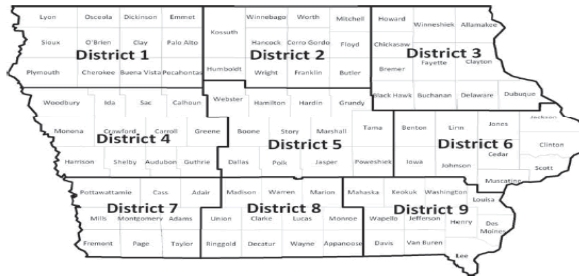 Lyon Osceola Dickinson Emmet Winnebago Worth Mitchell Howard Winneshiek Allamakee
Kossuth
Sioux O'Brien Clay Palo Alto Hancock Cerro Gordo Floyd Chickasaw
District 1 District 2 District 3
Fayette Clayton
Plymouth Cherokee Buena Vista Pocahontas Humboldt Wright Franklin Butler Bremer
Black Hawk Buchanan Delaware Dubuque
Woodbury Ida Sac Calhoun Webster Hamilton Hardin Grundy
Jackson
Monona Crawford Carroll Greene Boone Story Marshall Tama Benton Linn Jones
District 4 District 5 District 6
Clinton
Cedar
Harrison Shelby Audubon Guthrie Dallas Polk Jasper Poweshiek Iowa Johnson Scott
Muscatine
Pottawattamie Cass Adair Madison Warren Marion Mahaska Keokuk Washington
Louisa
District 7 District 8 District 9
Mills Montgomery Adams Union Clarke Lucas Monroe Wapello Jefferson Henry Des
Moines
Fremont Page Taylor Ringgold Decatur Wayne Appanoose Davis Van Buren
Lee